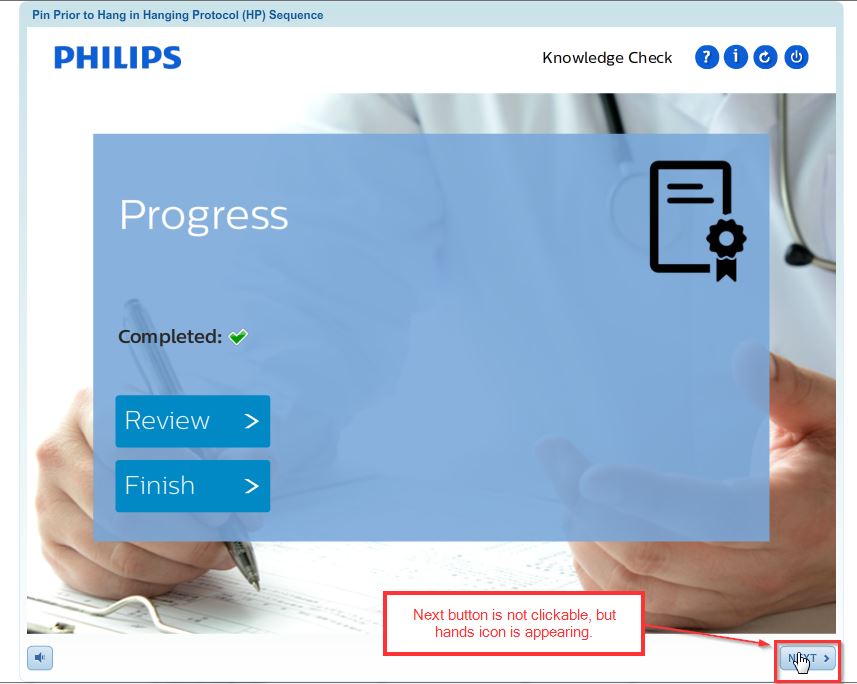 Pin Prior to Hang in Hanging Protocol (HP) Sequence
PHILIPS
Knowledge Check
?
i
Progress
Completed:
Review >
Finish >
Next button is not clickable, but
hands icon is appearing.
NEXT >